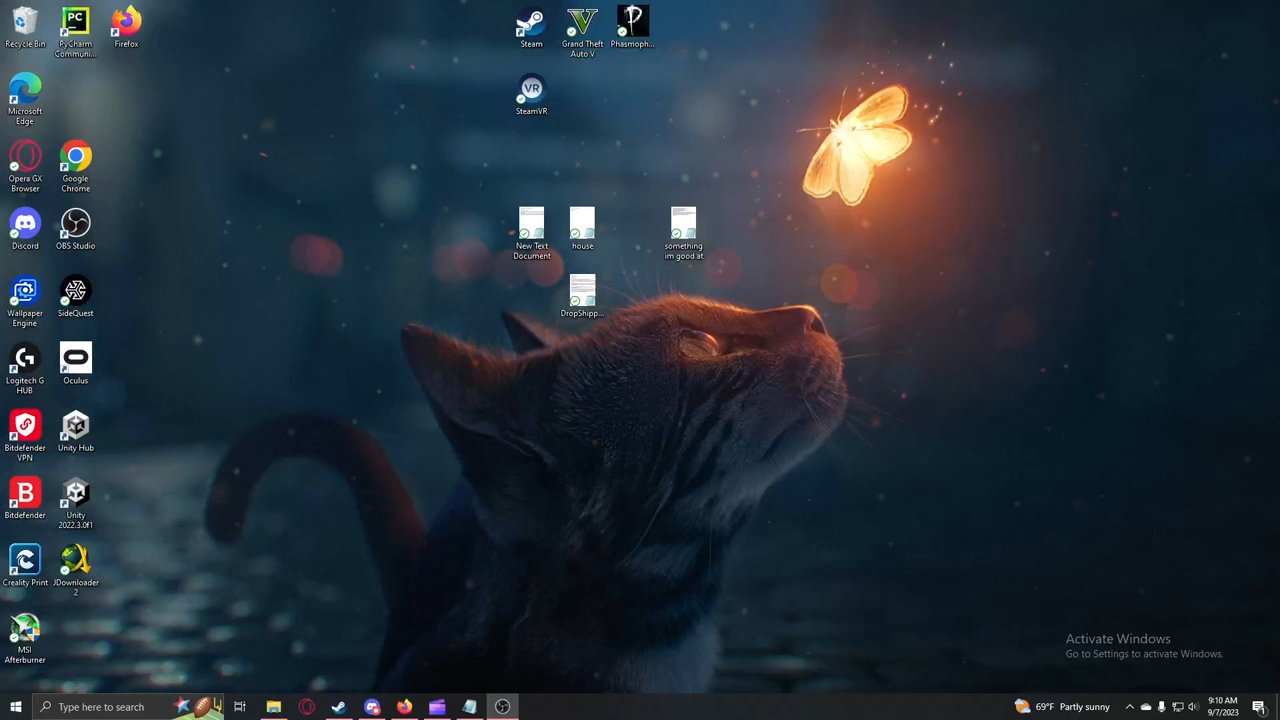 Recycle Bin
PyCharm
Communi...
Firefox
Steam
Grand Theft
Auto V
Phasmoph...
Microsoft
Edge
VR
SteamVR
Opera GX
Browser
Google
Chrome
Discord
OBS Studio
New Text
Document
house
something
im good at
Wallpaper
Engine
SideQuest
DropShipp...
Logitech G
HUB
Oculus
Bitdefender
VPN
Unity Hub
Bitdefender
Unity
2022.3.0f1
Creality Print
JDownloader
2
MSI
Afterburner
Activate Windows
Go to Settings to activate Windows.
Type here to search
69°F Partly sunny
9:10 AM
9/7/2023